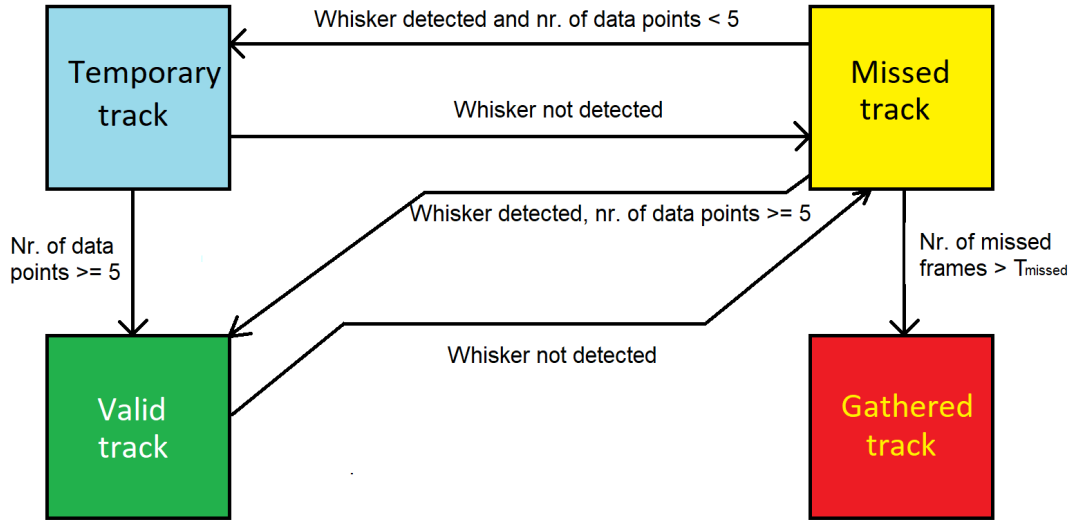 Whisker detected and nr. of data points < 5
Temporary
track
Missed
track
Whisker not detected
Whisker detected, nr. of data points >= 5
Nr. of data
points >= 5
Nr. of missed
frames > Tmissed
Whisker not detected
Valid
track
Gathered
track